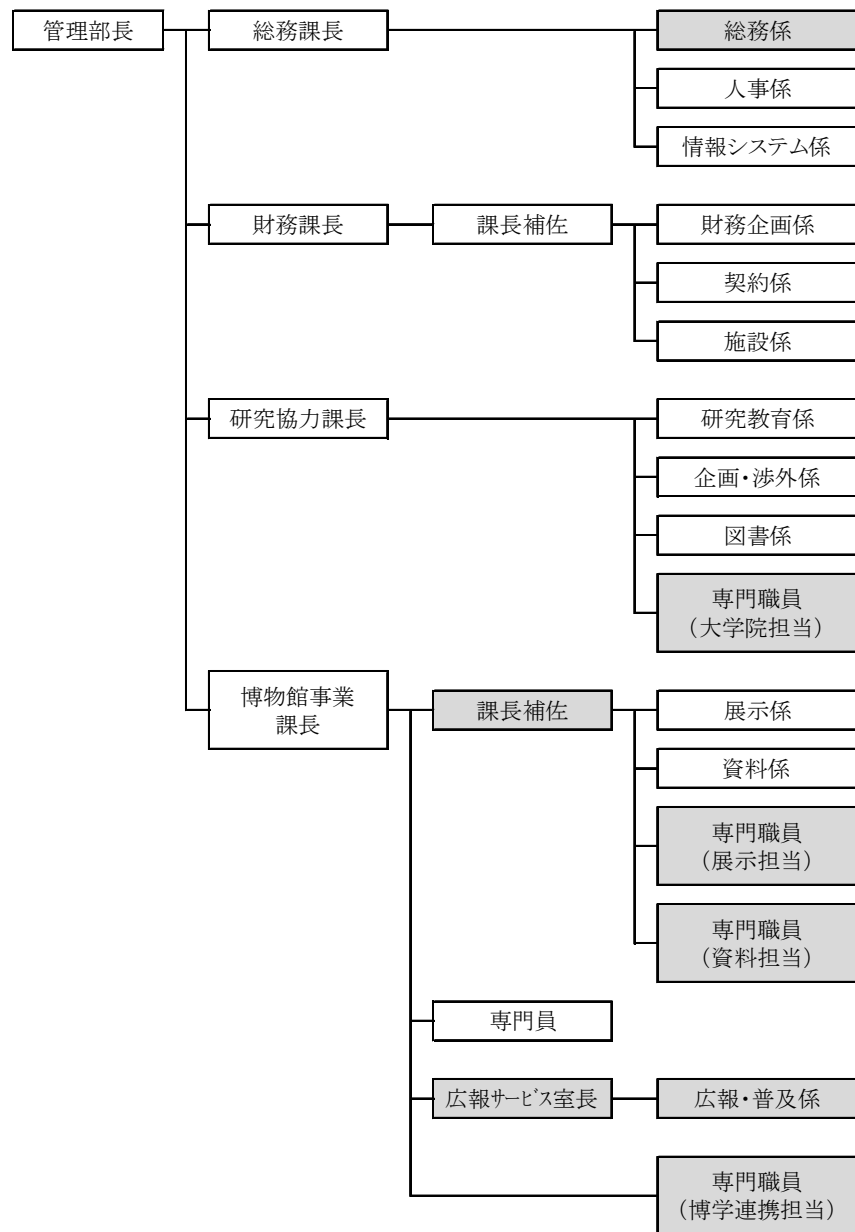 管理部長
総務課長
総務係
人事係
情報システム係
財務課長
課長補佐
財務企画係
契約係
施設係
研究協力課長
研究教育係
企画・渉外係
図書係
専門職員
（大学院担当）
博物館事業
課長
課長補佐
展示係
資料係
専門職員
（展示担当）
専門職員
（資料担当）
専門員
広報ｻｰﾋﾞｽ室長
広報・普及係
専門職員
（博学連携担当）